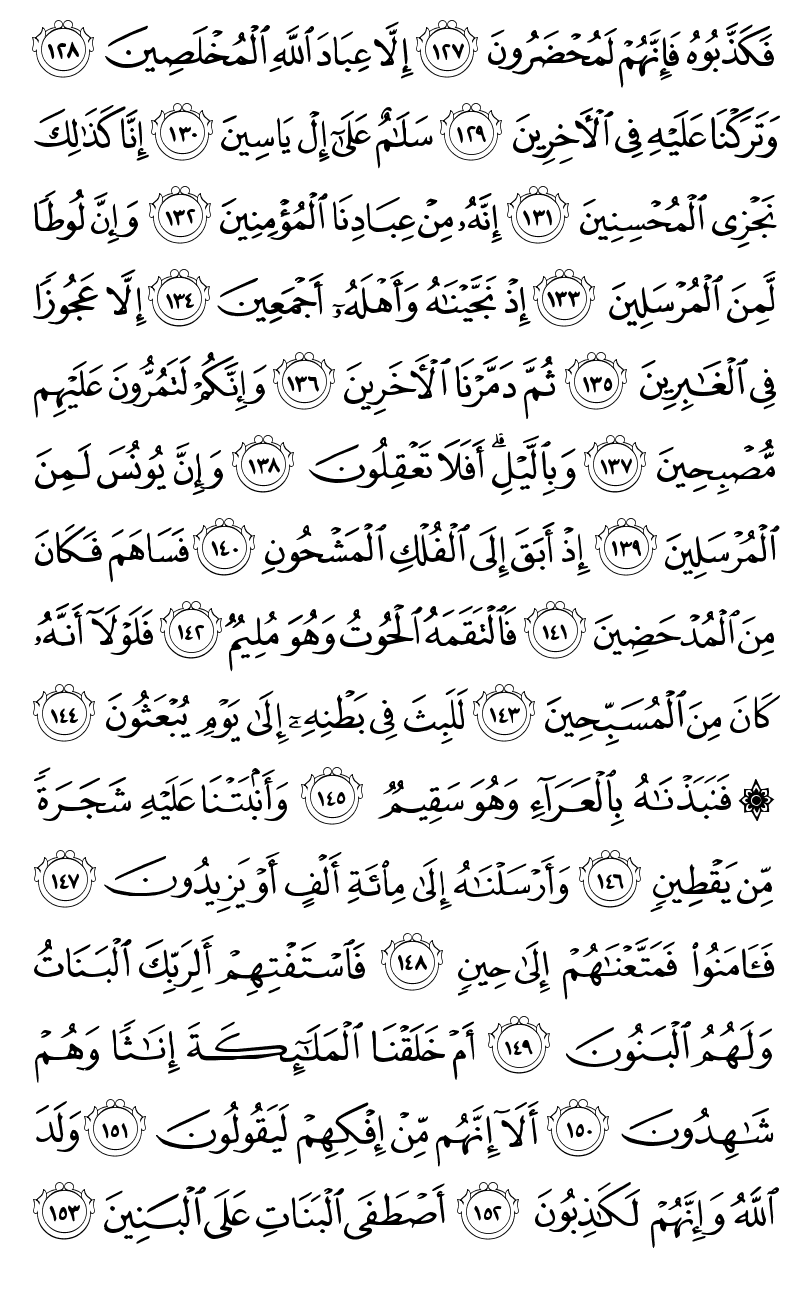 فَكَذَّبُوهُ فَإِنَّهُمْ لَمُحْضَرُونَ ١٢٧ إِلَّا عِبَادَ ٱللَّهِ ٱلْمُخْلَصِينَ ١٢٨
وَتَرَكْنَا عَلَيْهِ فِى ٱلْـَٔاخِرِينَ ١٢٩ سَلَـٰمٌ عَلَىٰٓ إِلْ يَاسِينَ ١٣٠ إِنَّا كَذَٰلِكَ
نَجْزِى ٱلْمُحْسِنِينَ ١٣١ إِنَّهُۥ مِنْ عِبَادِنَا ٱلْمُؤْمِنِينَ ١٣٢ وَإِنَّ لُوطًا
لَّمِنَ ٱلْمُرْسَلِينَ ١٣٣ إِذْ نَجَّيْنَـٰهُ وَأَهْلَهُۥٓ أَجْمَعِينَ ١٣٤ إِلَّا عَجُوزًا
فِى ٱلْغَـٰبِرِينَ ١٣٥ ثُمَّ دَمَّرْنَا ٱلْـَٔاخَرِينَ ١٣٦ وَإِنَّكُمْ لَتَمُرُّونَ عَلَيْهِم
مُّصْبِحِينَ ١٣٧ وَبِٱلَّيْلِ ۗ أَفَلَا تَعْقِلُونَ ١٣٨ وَإِنَّ يُونُسَ لَمِنَ
ٱلْمُرْسَلِينَ ١٣٩ إِذْ أَبَقَ إِلَى ٱلْفُلْكِ ٱلْمَشْحُونِ ١٤٠ فَسَاهَمَ فَكَانَ
مِنَ ٱلْمُدْحَضِينَ ١٤١ فَٱلْتَقَمَهُ ٱلْحُوتُ وَهُوَ مُلِيمٌ ١٤٢ فَلَوْلَآ أَنَّهُۥ
كَانَ مِنَ ٱلْمُسَبِّحِينَ ١٤٣ لَلَبِثَ فِى بَطْنِهِۦٓ إِلَىٰ يَوْمِ يُبْعَثُونَ ١٤٤
۞ فَنَبَذْنَـٰهُ بِٱلْعَرَآءِ وَهُوَ سَقِيمٌ ١٤٥ وَأَنۢبَتْنَا عَلَيْهِ شَجَرَةً
مِّن يَقْطِينٍ ١٤٦ وَأَرْسَلْنَـٰهُ إِلَىٰ مِا۟ئَةِ أَلْفٍ أَوْ يَزِيدُونَ ١٤٧
فَـَٔامَنُوا۟ فَمَتَّعْنَـٰهُمْ إِلَىٰ حِينٍ ١٤٨ فَٱسْتَفْتِهِمْ أَلِرَبِّكَ ٱلْبَنَاتُ
وَلَهُمُ ٱلْبَنُونَ ١٤٩ أَمْ خَلَقْنَا ٱلْمَلَـٰٓئِكَةَ إِنَـٰثًا وَهُمْ
شَـٰهِدُونَ ١٥٠ أَلَآ إِنَّهُم مِّنْ إِفْكِهِمْ لَيَقُولُونَ ١٥١ وَلَدَ
ٱللَّهُ وَإِنَّهُمْ لَكَـٰذِبُونَ ١٥٢ أَصْطَفَى ٱلْبَنَاتِ عَلَى ٱلْبَنِينَ ١٥٣